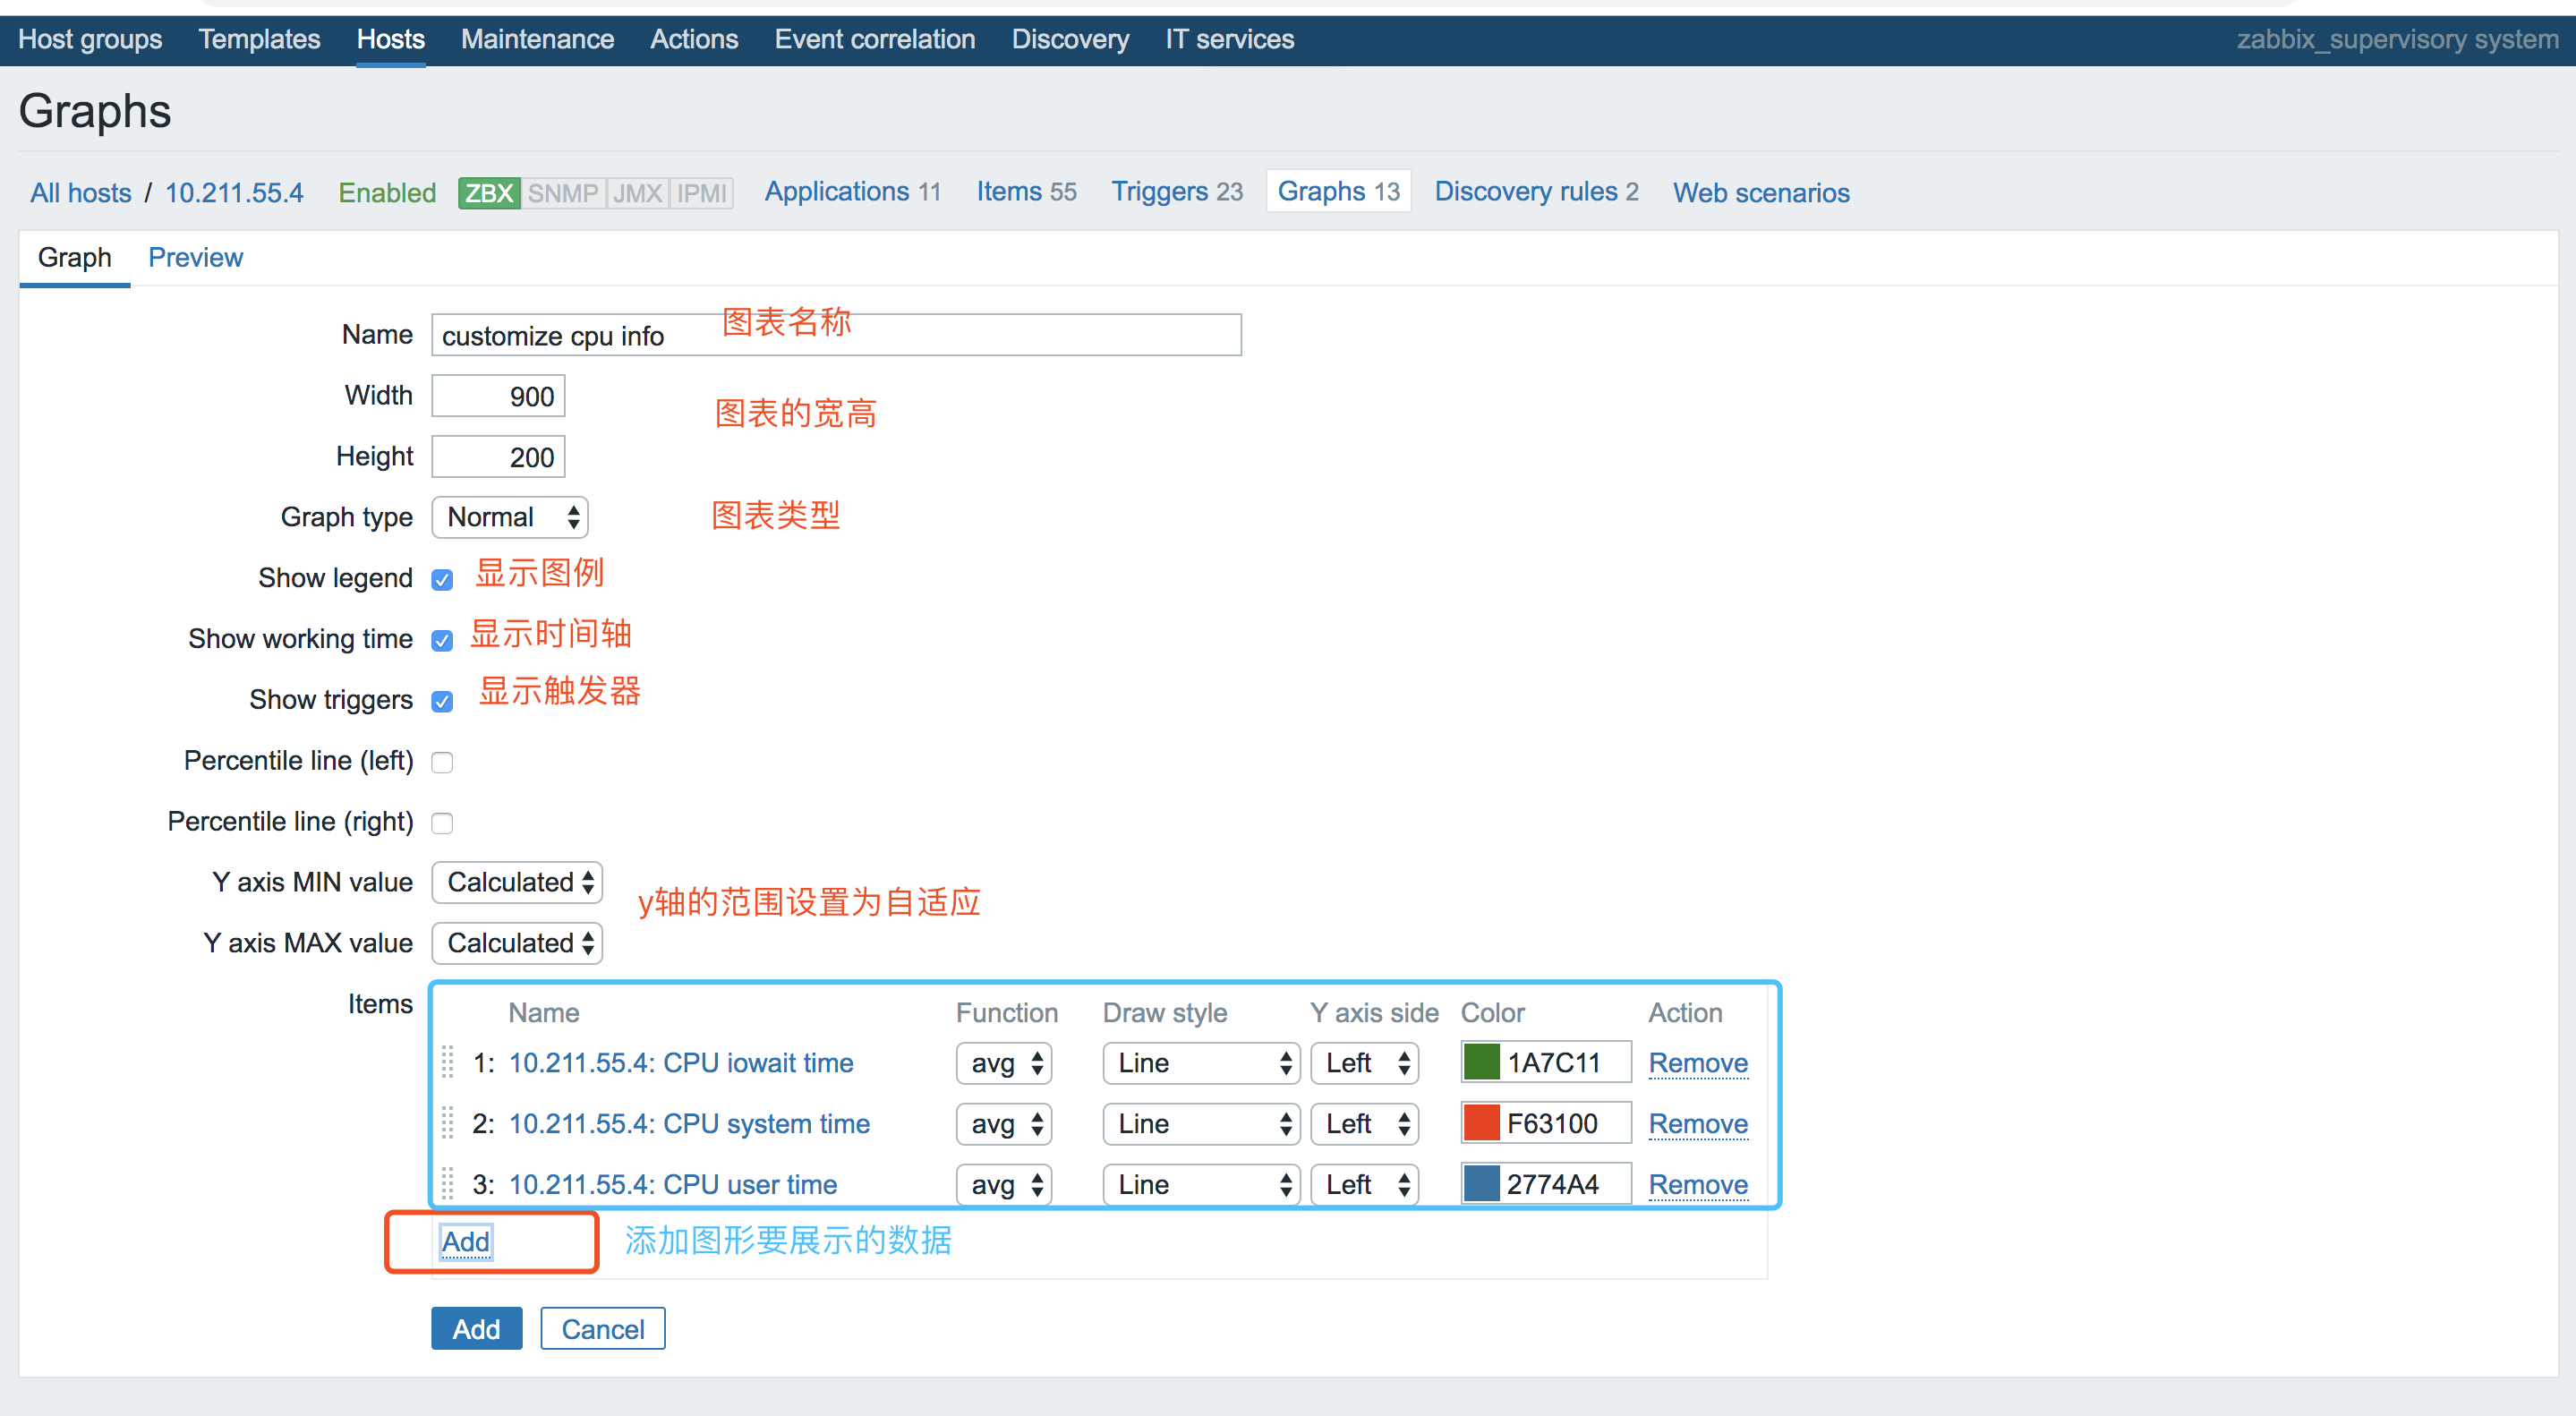 Host groups Templates Hosts Maintenance Actions Event correlation Discovery IT services zabbix_supervisory system
Graphs
All hosts / 10.211.55.4 Enabled ZBX SNMP JMX IPMI Applications 11 Items 55 Triggers 23 Graphs 13 Discovery rules 2 Web scenarios
Graph Preview
Name customize cpu info 图表名称
Width 900
图表的宽高
Height 200
Graph type Normal 图表类型
Show legend 显示图例
Show working time 显示时间轴
Show triggers 显示触发器
Percentile line (left)
Percentile line (right)
Y axis MIN value Calculated
y轴的范围设置为自适应
Y axis MAX value Calculated
Items Name Function Draw style Y axis side Color Action
1: 10.211.55.4: CPU iowait time avg Line Left 1A7C11 Remove
2: 10.211.55.4: CPU system time avg Line Left F63100 Remove
3: 10.211.55.4: CPU user time avg Line Left 2774A4 Remove
Add 添加图形要展示的数据
Add Cancel